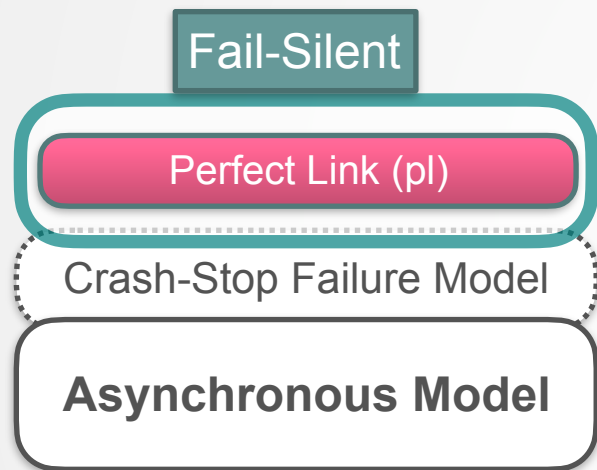 Fail-Silent
Perfect Link (pl)
Crash-Stop Failure Model
Asynchronous Model